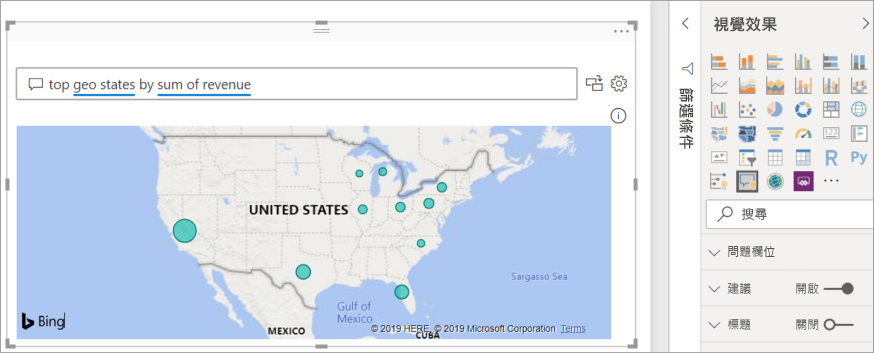 top geo states by sum of revenue
UNITED STATES
Sargasso Sea
Gulf of
Mexico
MEXICO
CUBA
Bing
© 2019 HERE, © 2019 Microsoft Corporation Terms
篩選條件
視覺效果
123
R
Py
搜尋
問題欄位
建議 開啟
標題 關閉